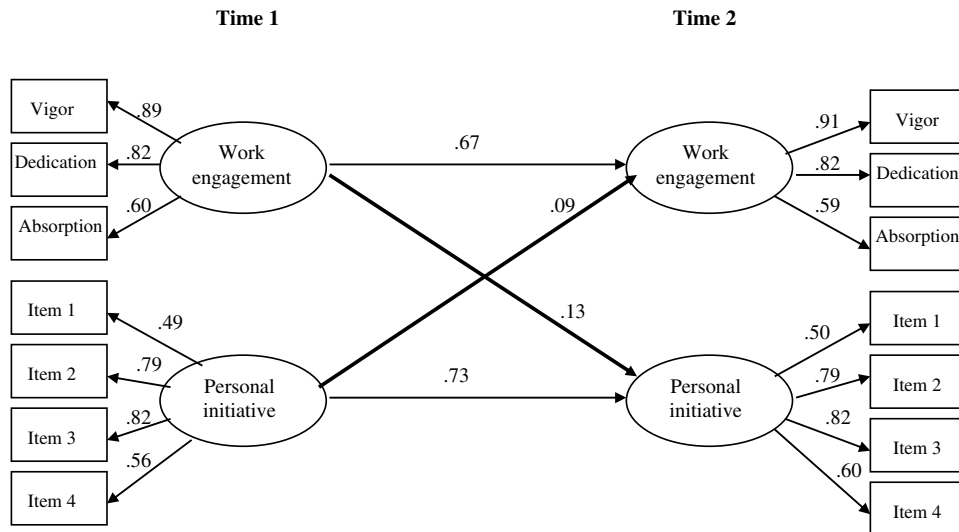 Time 1
Time 2
Vigor
.89
Dedication
.82
Absorption
.60
Work
engagement
.67
.09
Work
engagement
.91
Vigor
.82
Dedication
.59
Absorption
Item 1
.49
Item 2
.79
Item 3
.82
Item 4
.56
Personal
initiative
.13
.73
Personal
initiative
.50
Item 1
.79
Item 2
.82
Item 3
.60
Item 4